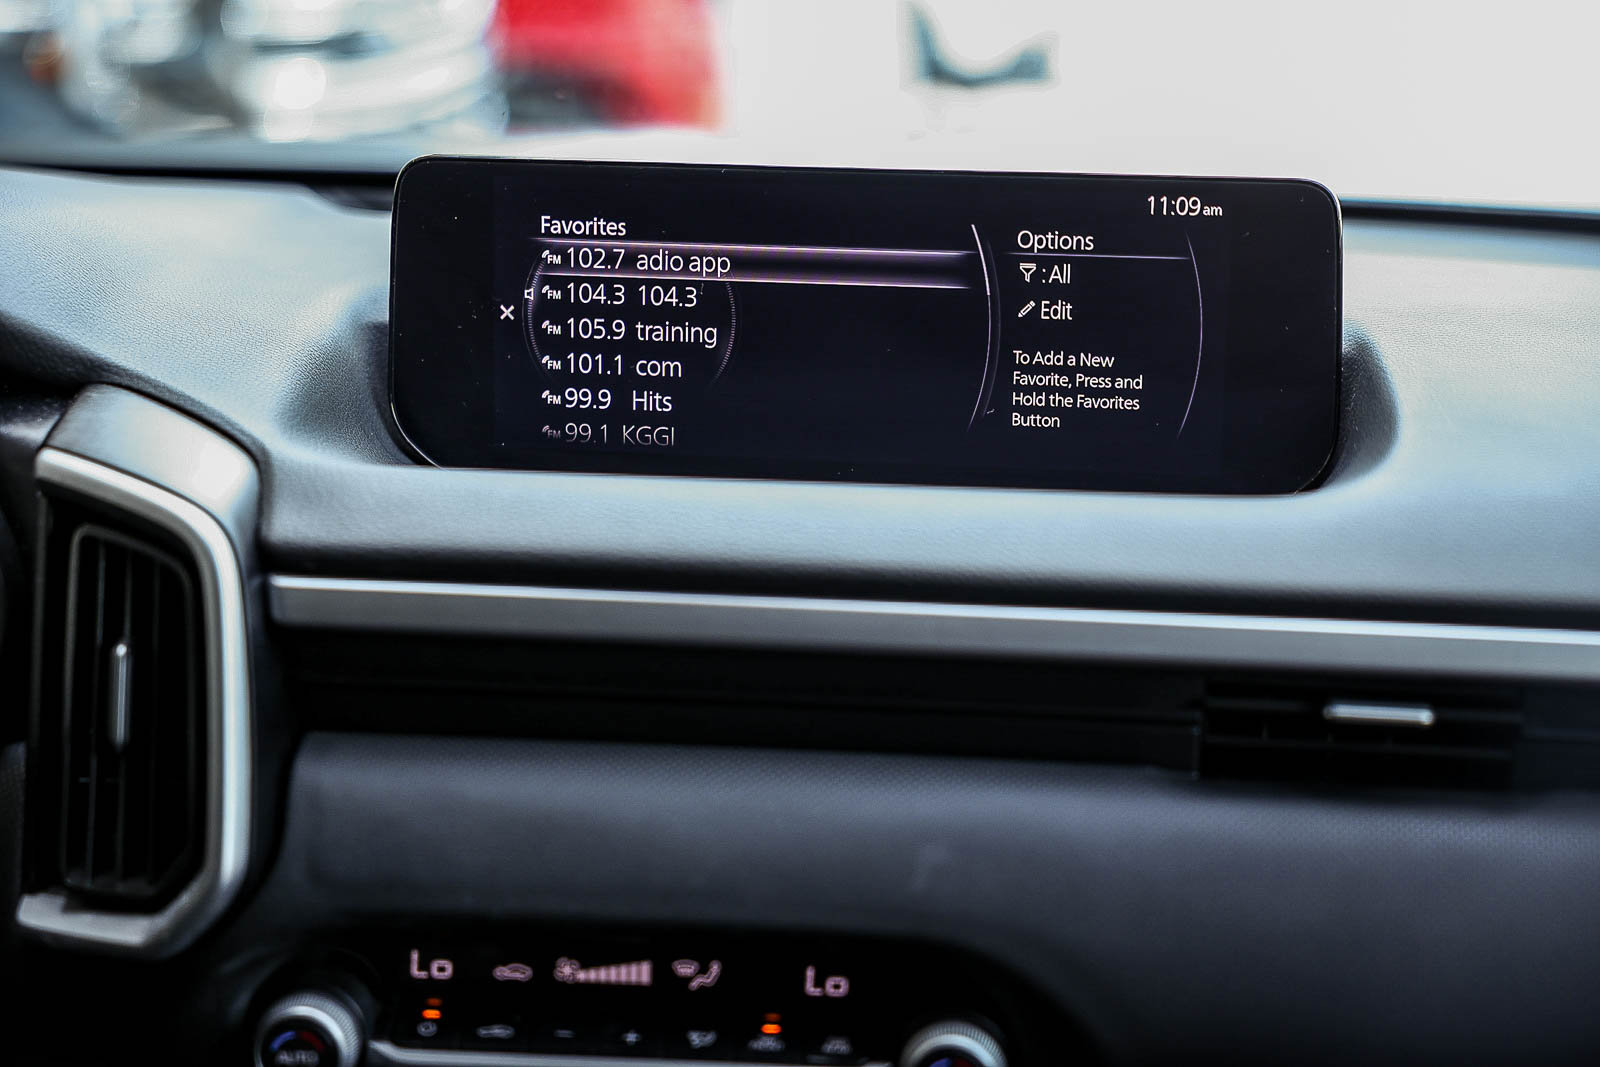 11:09am
Favorites
FM 102.7 adio app
FM 104.3 104.3
FM 105.9 training
FM 101.1 com
FM 99.9 Hits
FM 99.1 KGGI
Options
: All
Edit
To Add a New
Favorite, Press and
Hold the Favorites
Button
Lo
Lo
AUTO